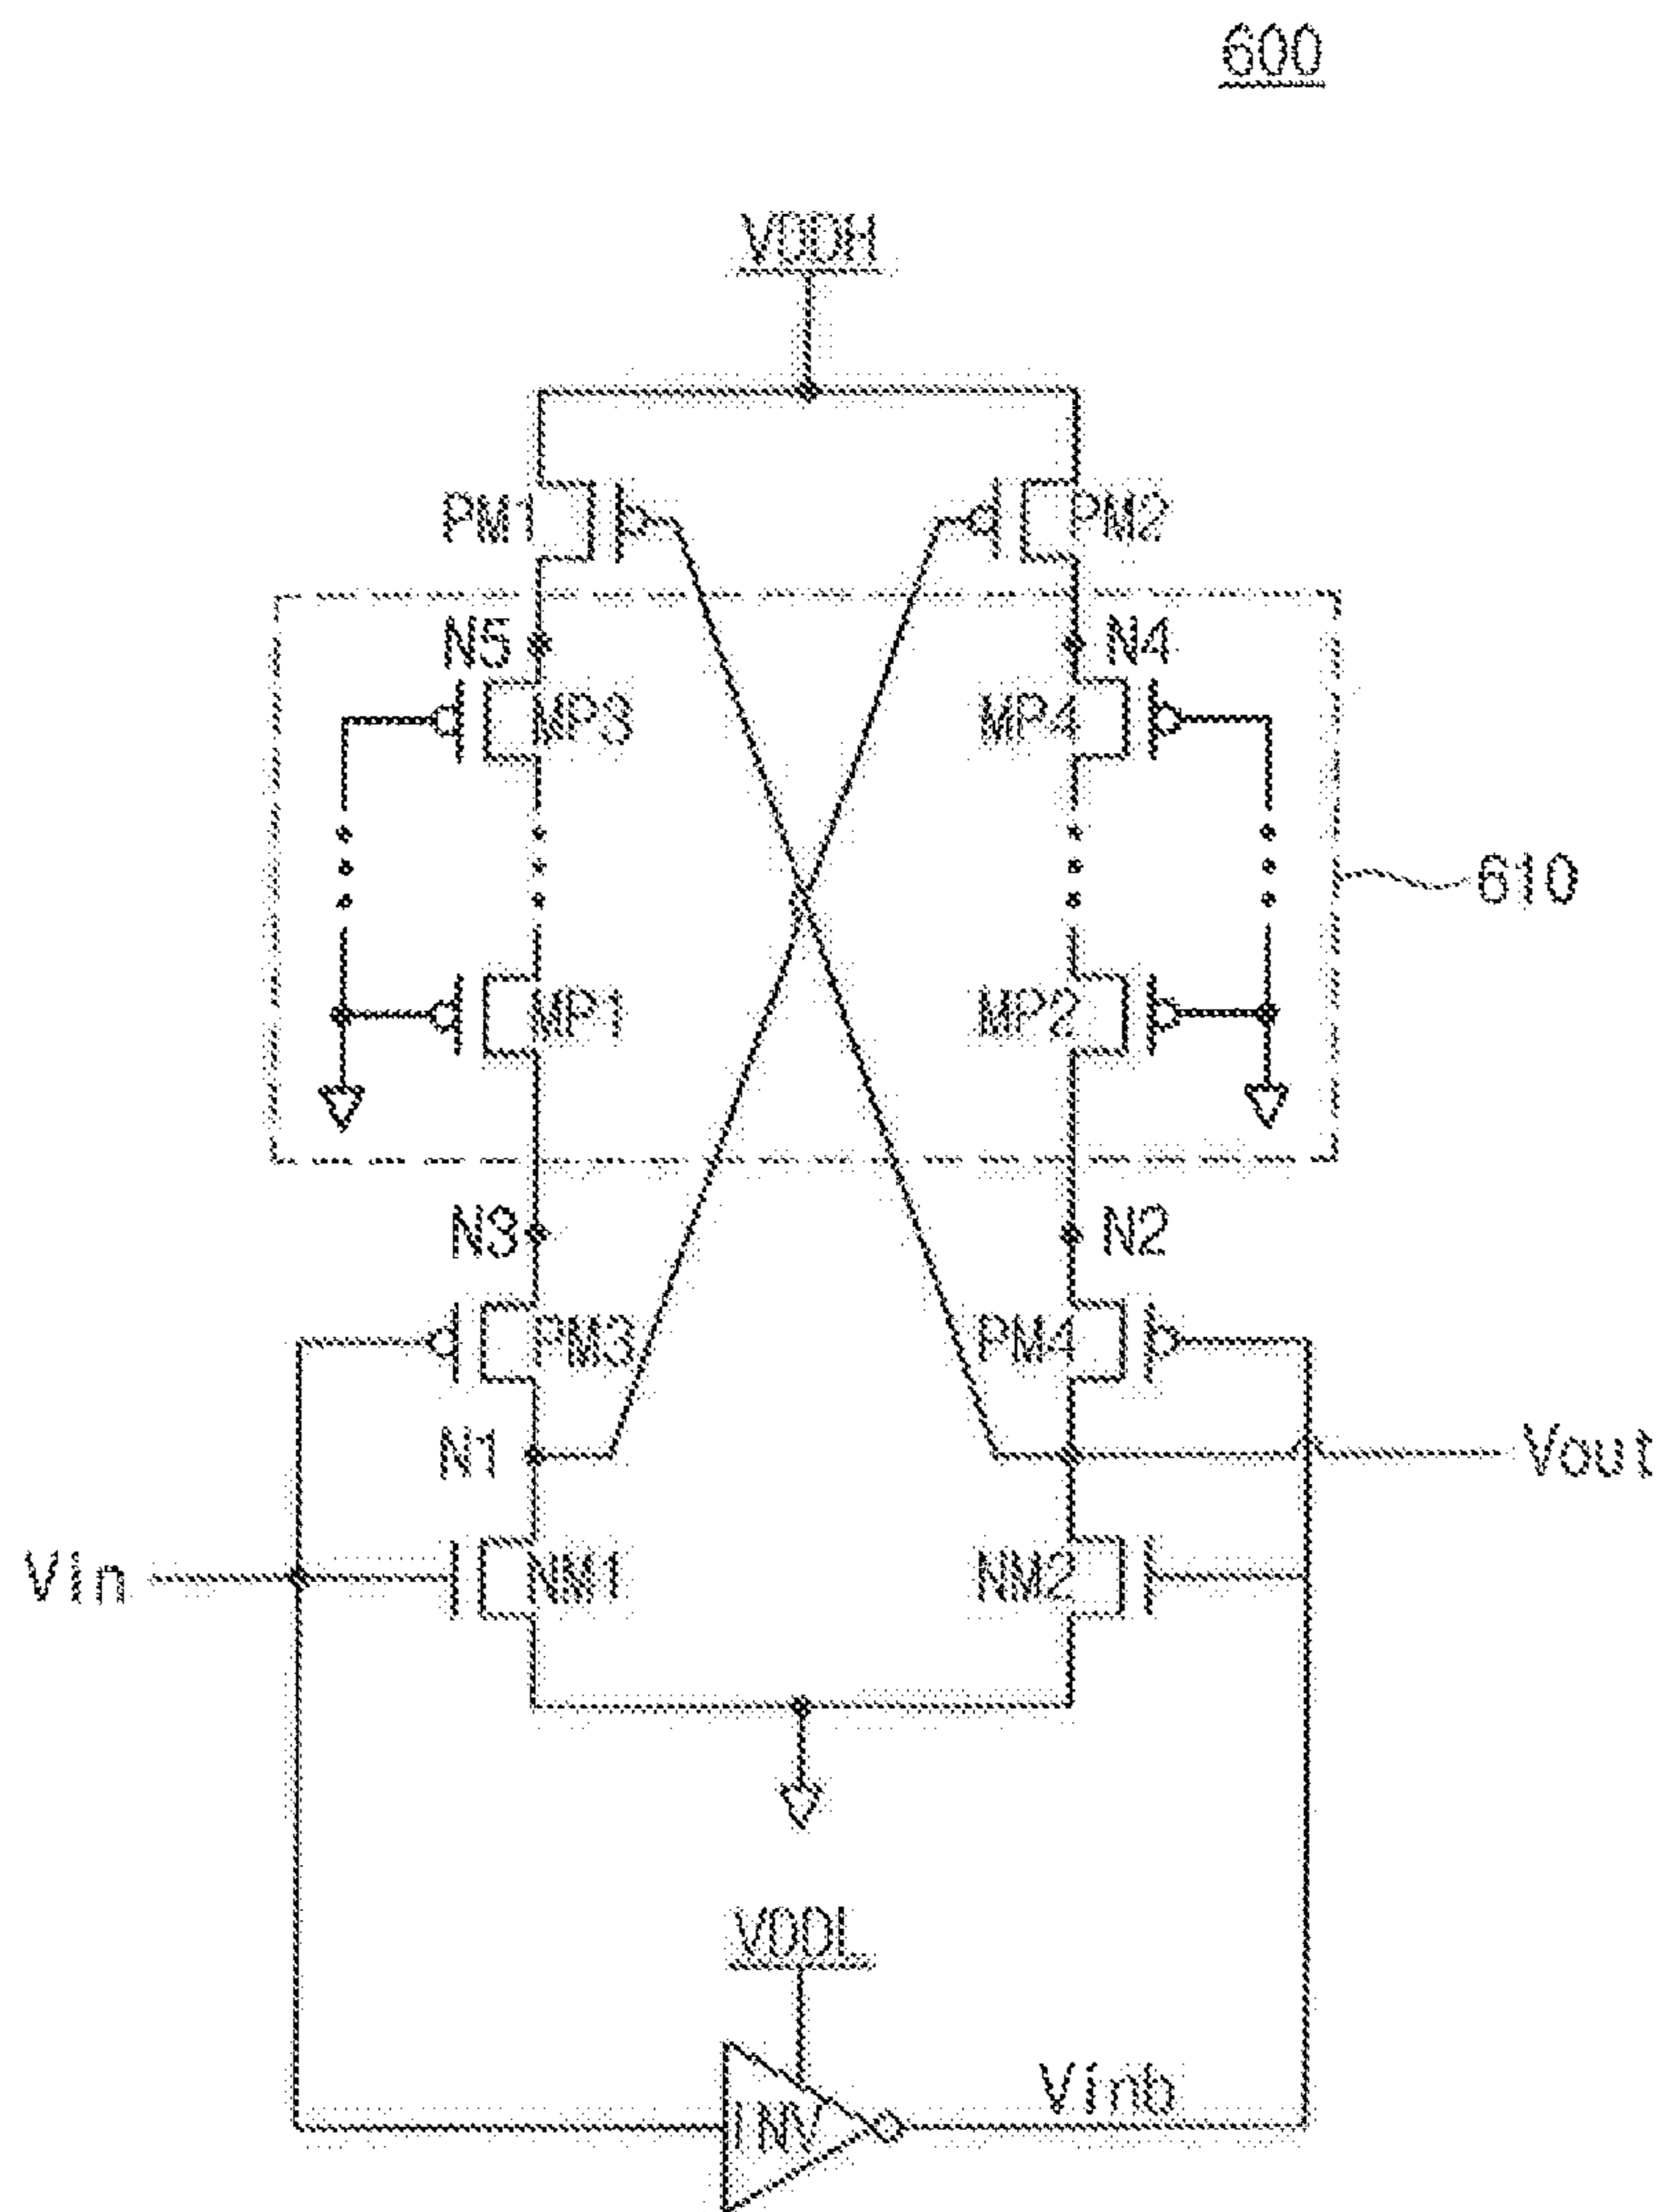 600
VDDH
PM1
PM2
N5
N4
MP3
MP4
610
MP1
MP2
N3
N2
PM3
PM4
N1
Vout
Vin
NM1
NM2
VDDL
Vinb
INV